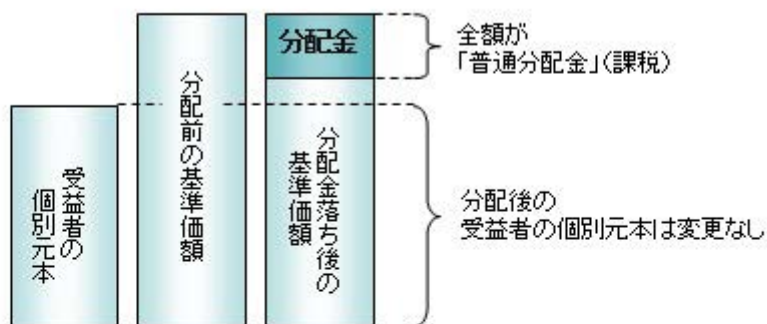 受益者の
個別元本
分配前の基準価額
分配金
分配金落ち後の
基準価額
全額が
「普通分配金」(課税)
分配後の
受益者の個別元本は変更なし